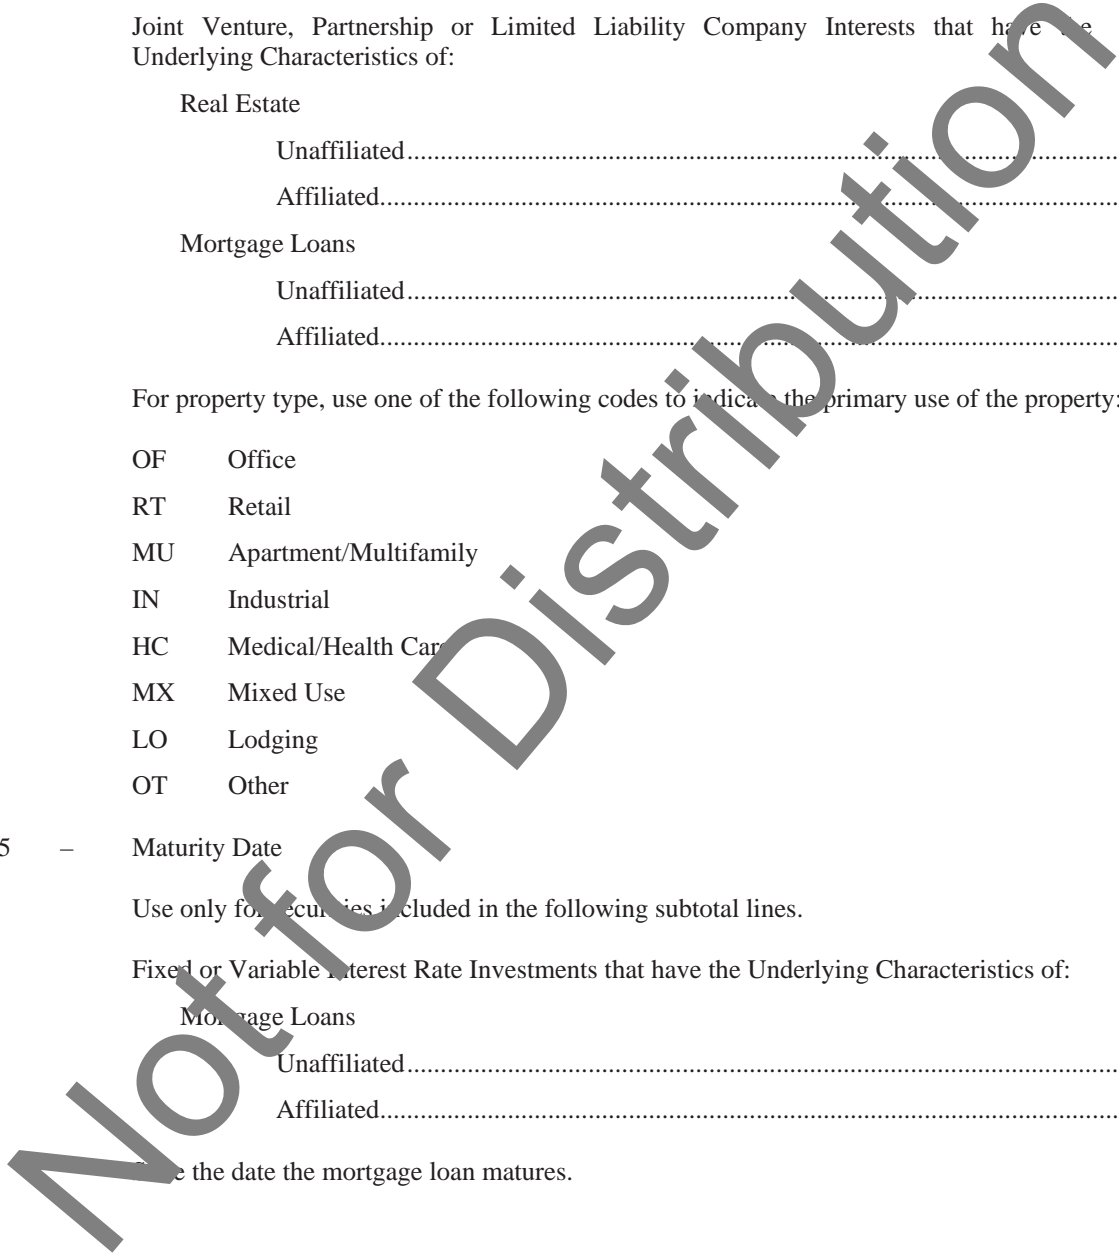 Joint Venture, Partnership or Limited Liability Company Interests that have the
Underlying Characteristics of:
Real Estate
Unaffiliated................................................................................
Affiliated................................................................................
Mortgage Loans
Unaffiliated................................................................................
Affiliated................................................................................
For property type, use one of the following codes to indicate the primary use of the property:
OF Office
RT Retail
MU Apartment/Multifamily
IN Industrial
HC Medical/Health Care
MX Mixed Use
LO Lodging
OT Other
5 – Maturity Date
Use only for securities included in the following subtotal lines.
Fixed or Variable Interest Rate Investments that have the Underlying Characteristics of:
Mortgage Loans
Unaffiliated................................................................................
Affiliated................................................................................
State the date the mortgage loan matures.
Not for Distribution